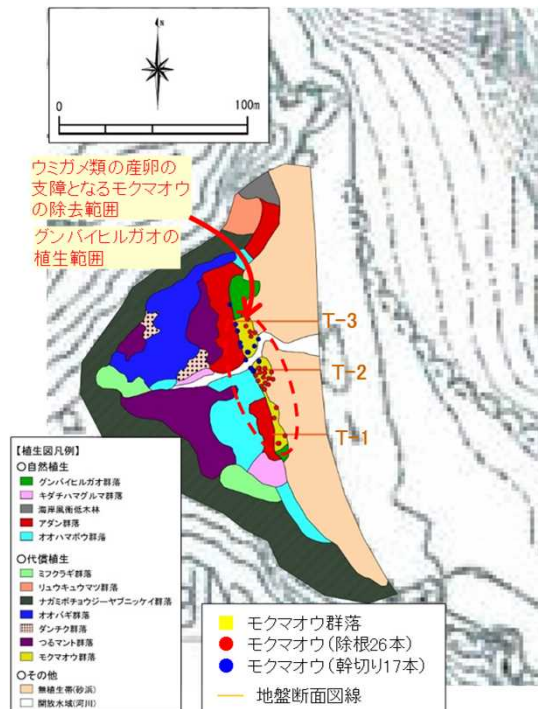 0
100m
ウミガメ類の産卵の
支障となるモクマオウ
の除去範囲
グンバイヒルガオの
植生範囲
T-3
T-2
T-1
【植生図凡例】
○自然植生
グンバイヒルガオ群落
キダチハマグルマ群落
海岸風衝低木林
アダン群落
オオハマボウ群落
○代償植生
ミフクラギ群落
リュウキュウマツ群落
ナガミボチョウジーヤブニッケイ群落
オオバギ群落
ダンチク群落
つるマント群落
モクマオウ群落
○その他
無植生帯(砂浜)
開放水域(河川)
モクマオウ群落
モクマオウ(除根26本)
モクマオウ(幹切り17本)
地盤断面図線